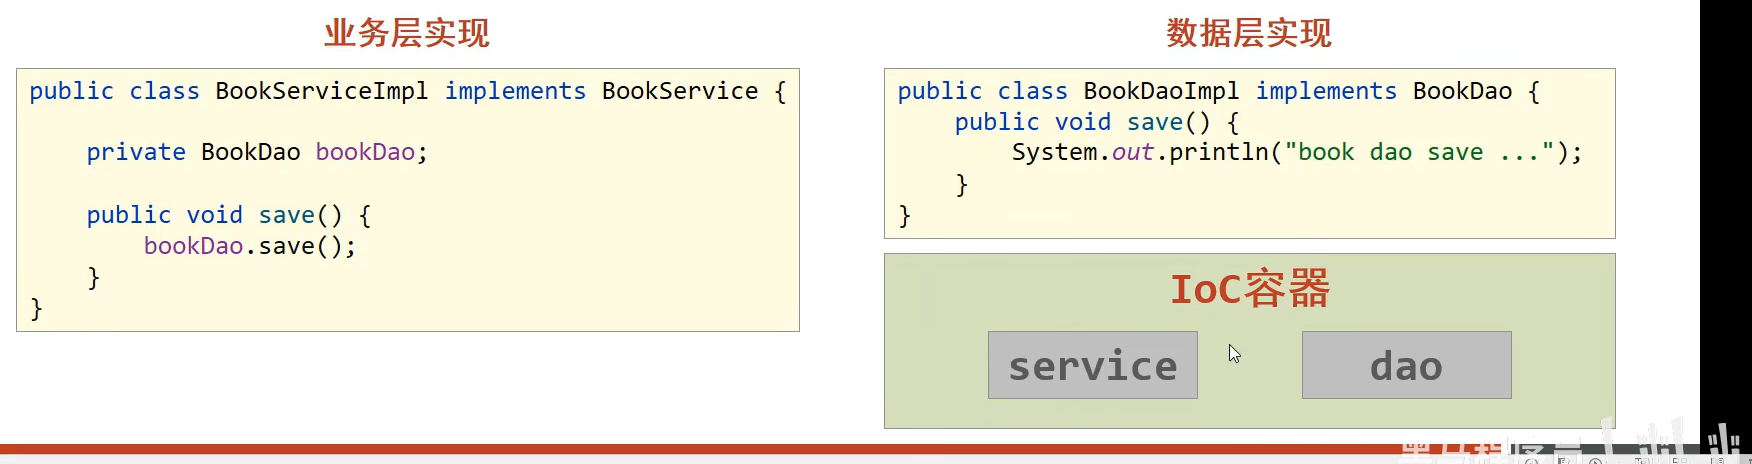 业务层实现
public class BookServiceImpl implements BookService {
private BookDao bookDao;
public void save() {
bookDao.save();
}
}
数据层实现
public class BookDaoImpl implements BookDao {
public void save() {
System.out.println("book dao save ...");
}
}
IoC容器
service
dao